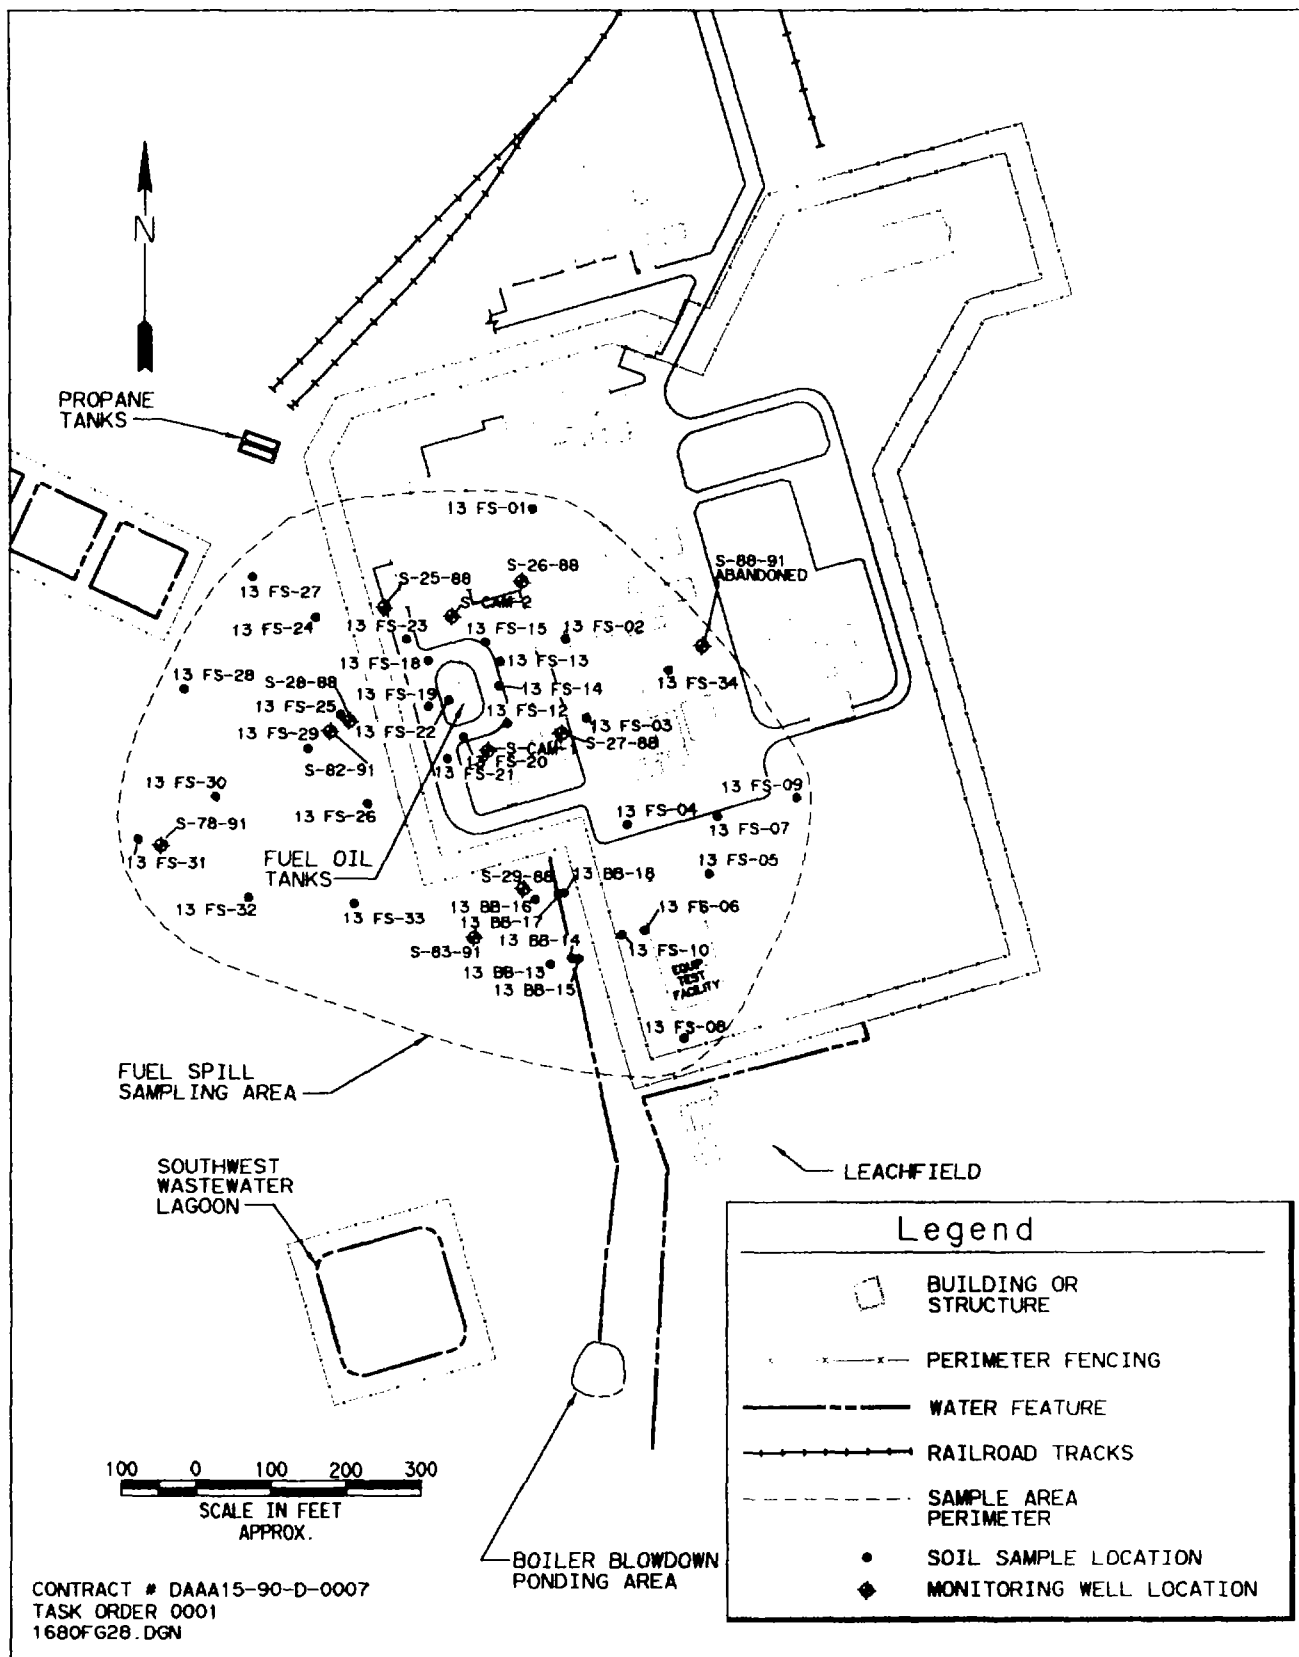 N
PROPANE
TANKS
13 FS-01
S-26-88
S-88-91
ABANDONED
S-25-88
13 FS-27
S-CAM-2
13 FS-24
13 FS-23
13 FS-15
13 FS-02
13 FS-18
13 FS-13
13 FS-28
S-28-88
13 FS-34
13 FS-19
13 FS-14
13 FS-25
13 FS-12
13 FS-29
13 FS-22
13 FS-03
S-27-88
S-CAM-1
13 FS-20
S-82-91
13 FS-21
13 FS-30
13 FS-09
13 FS-26
13 FS-04
S-78-91
13 FS-07
13 FS-31
FUEL OIL
TANKS
13 FS-05
S-29-88
13 BB-18
13 FS-32
13 FS-33
13 BB-16
13 FS-06
13 BB-17
13 BB-14
S-83-91
13 FS-10
13 BB-13
EQUIP
TEST
FACILITY
13 BB-15
13 FS-08
FUEL SPILL
SAMPLING AREA
SOUTHWEST
WASTEWATER
LAGOON
LEACHFIELD
Legend
BUILDING OR
STRUCTURE
PERIMETER FENCING
WATER FEATURE
RAILROAD TRACKS
SAMPLE AREA
PERIMETER
SOIL SAMPLE LOCATION
MONITORING WELL LOCATION
100 0 100 200 300
SCALE IN FEET
APPROX.
BOILER BLOWDOWN
PONDING AREA
CONTRACT # DAAA15-90-D-0007
TASK ORDER 0001
1680FG28.DGN